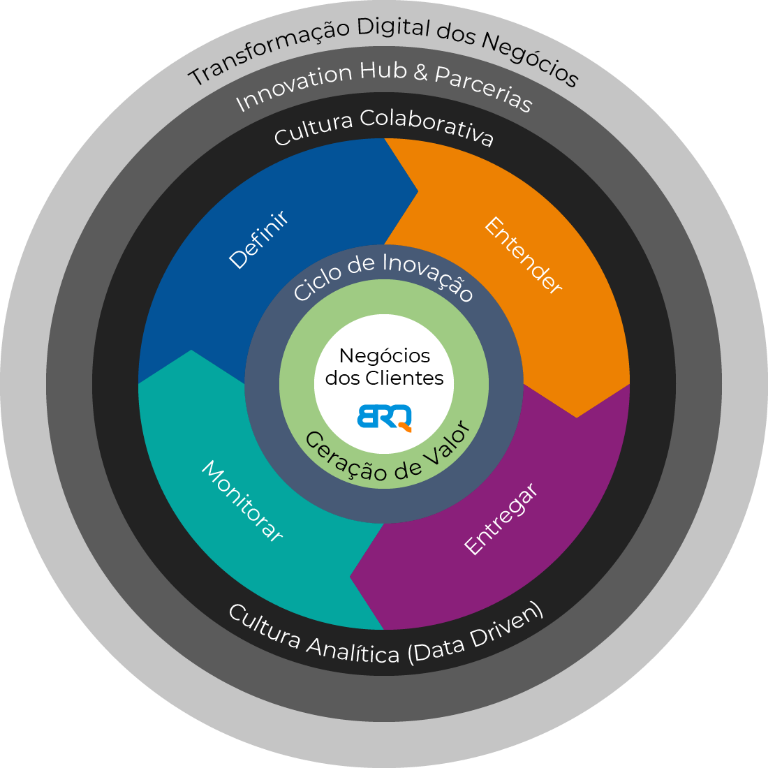 Transformação Digital dos Negócios
Innovation Hub & Parcerias
Cultura Colaborativa
Definir
Entender
Ciclo de Inovação
Negócios
dos Clientes
BRQ
Geração de Valor
Monitorar
Entregar
Cultura Analítica (Data Driven)